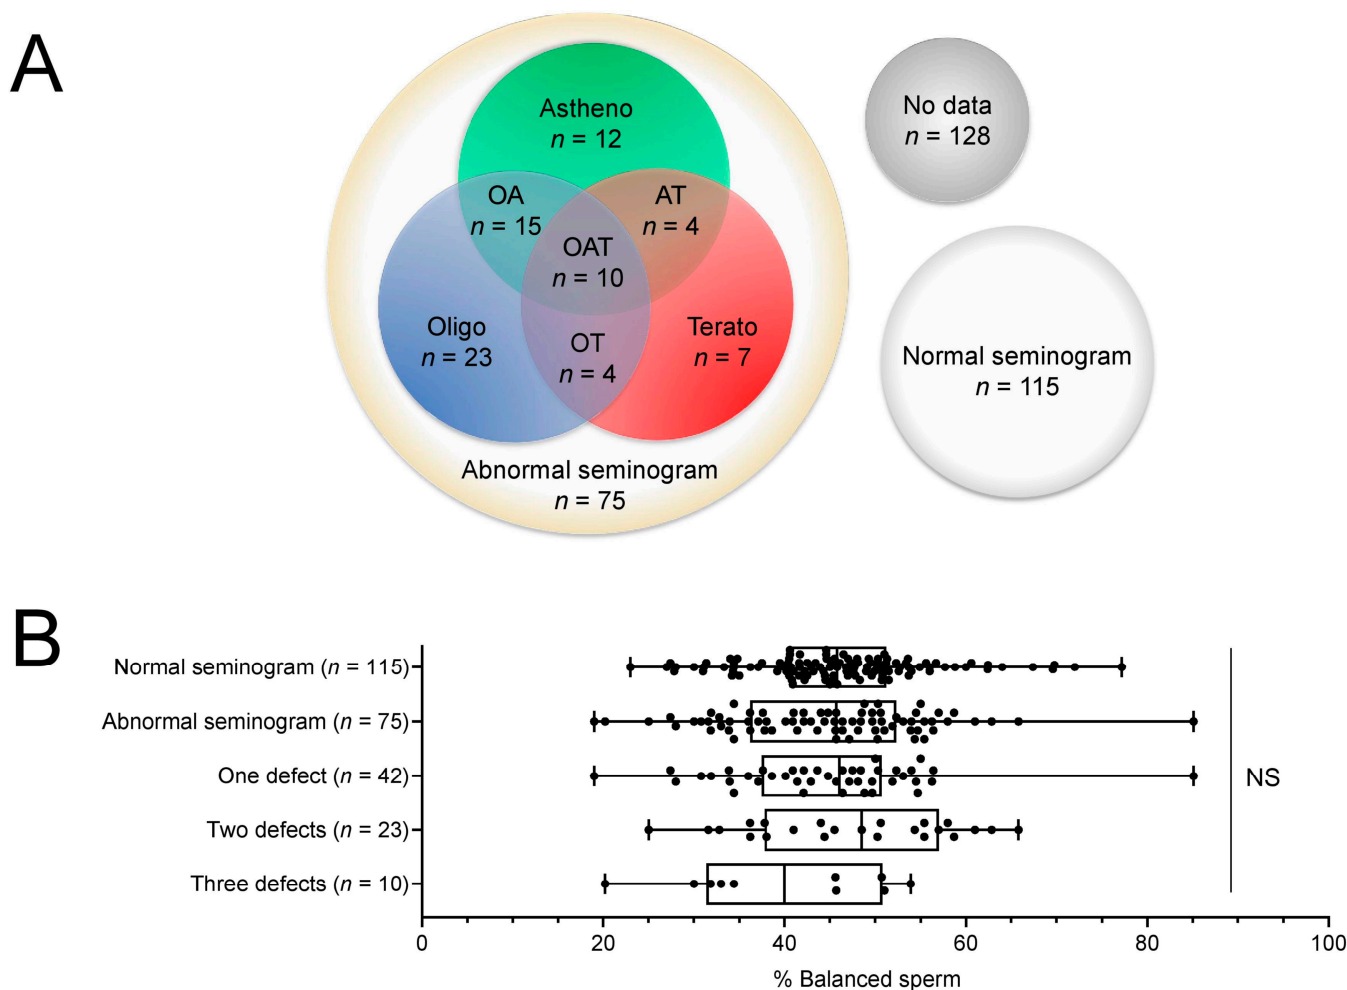 A
Astheno
n = 12
OA
n = 15
AT
n = 4
OAT
n = 10
Oligo
n = 23
OT
n = 4
Terato
n = 7
Abnormal seminogram
n = 75
No data
n = 128
Normal seminogram
n = 115
B
Normal seminogram (n = 115)
Abnormal seminogram (n = 75)
One defect (n = 42)
Two defects (n = 23)
Three defects (n = 10)
NS
0 20 40 60 80 100
% Balanced sperm